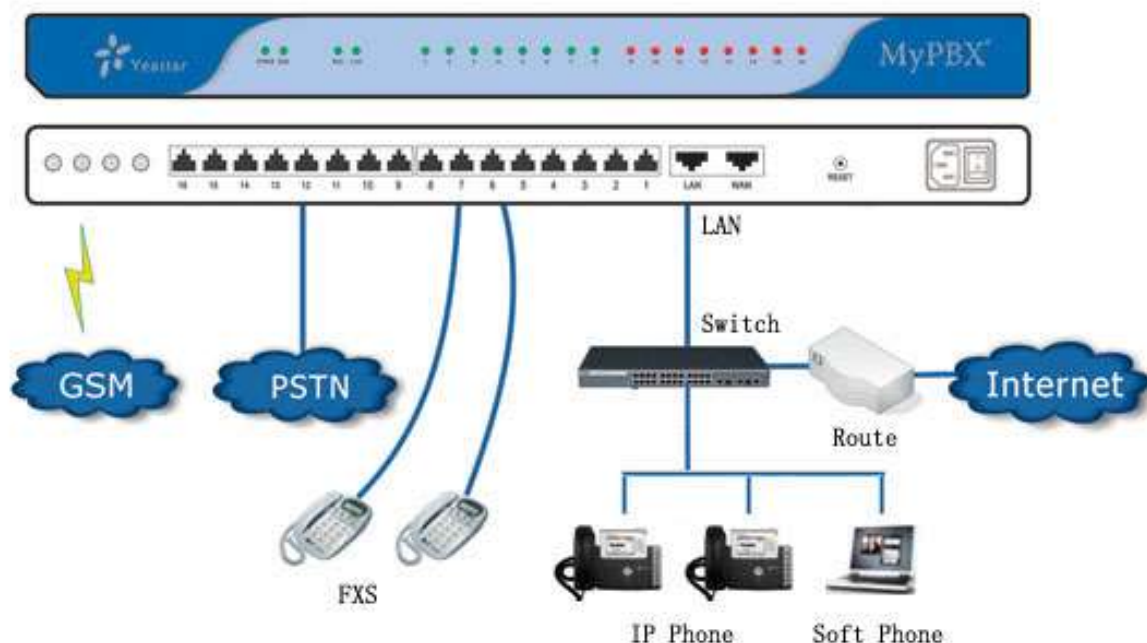 Yeastar
MyPBX
16 15 14 13 12 11 10 9 8 7 6 5 4 3 2 1 LAN WAN
RESET
LAN
Switch
GSM
PSTN
Internet
Route
FXS
IP Phone
Soft Phone